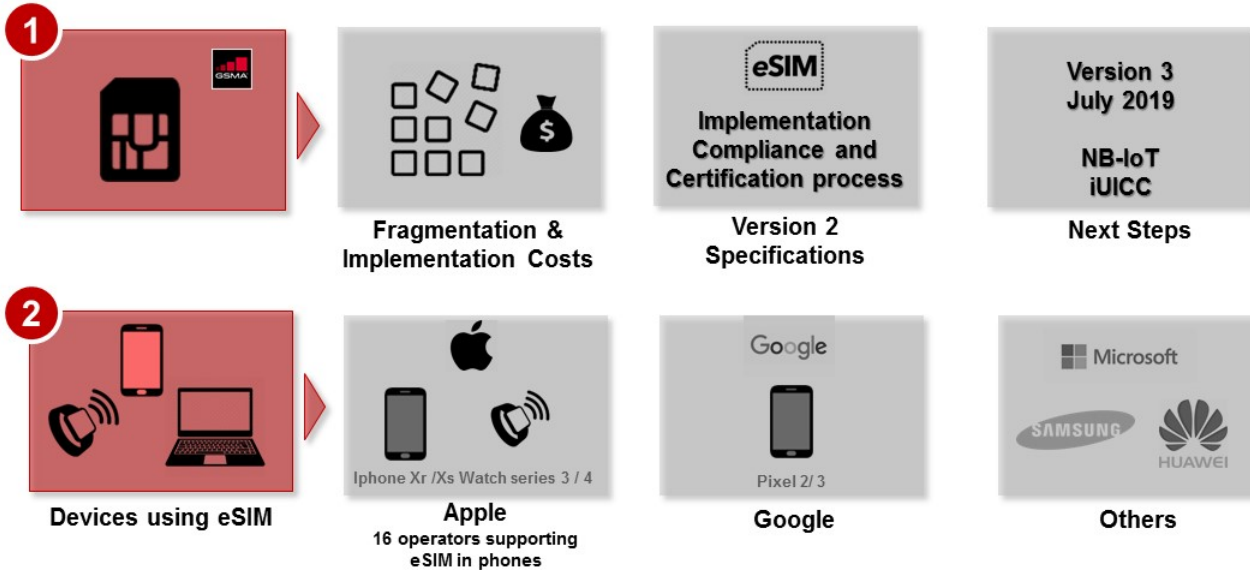 1
GSMA
$
Fragmentation &
Implementation Costs
eSIM
Implementation
Compliance and
Certification process
Version 2
Specifications
Version 3
July 2019
NB-IoT
iUICC
Next Steps
2
Devices using eSIM
Iphone Xr /Xs Watch series 3 / 4
Apple
16 operators supporting
eSIM in phones
Google
Pixel 2/ 3
Google
Microsoft
SAMSUNG
HUAWEI
Others